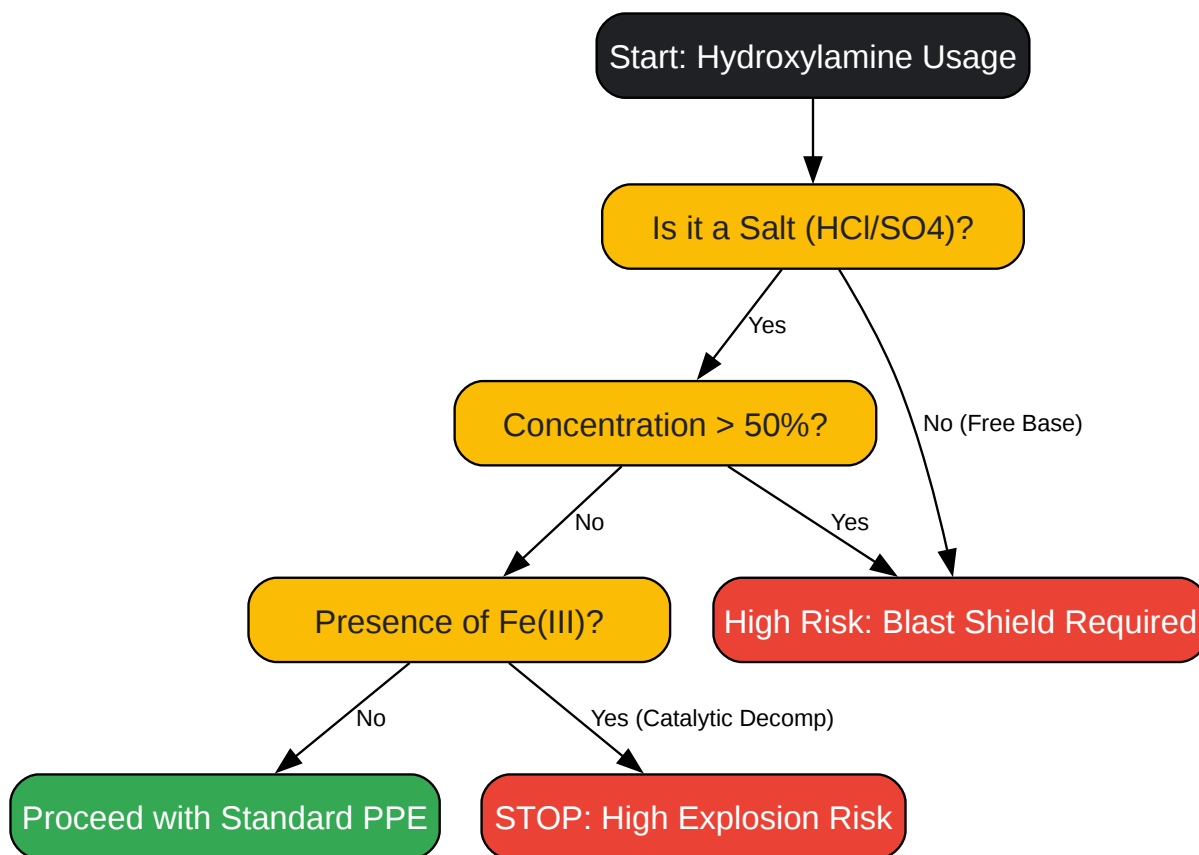 Start: Hydroxylamine Usage
Is it a Salt (HCl/SO4)?
Yes
No (Free Base)
Concentration > 50%?
No
Yes
Presence of Fe(III)?
High Risk: Blast Shield Required
No
Yes (Catalytic Decomp)
Proceed with Standard PPE
STOP: High Explosion Risk